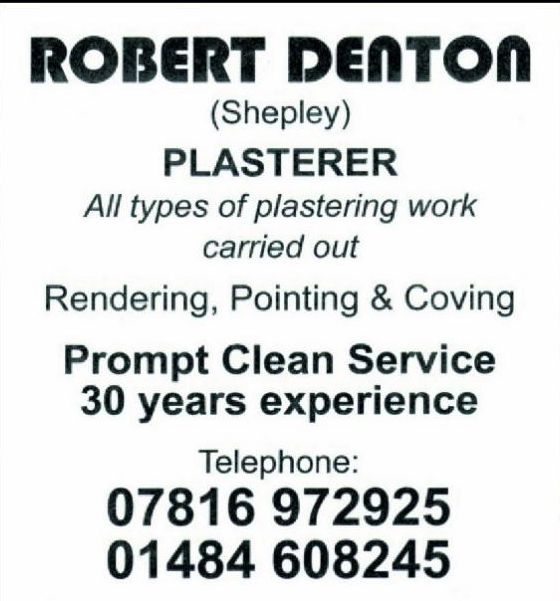 ROBERT DENTON
(Shepley)
PLASTERER
All types of plastering work
carried out
Rendering, Pointing & Coving
Prompt Clean Service
30 years experience
Telephone:
07816 972925
01484 608245